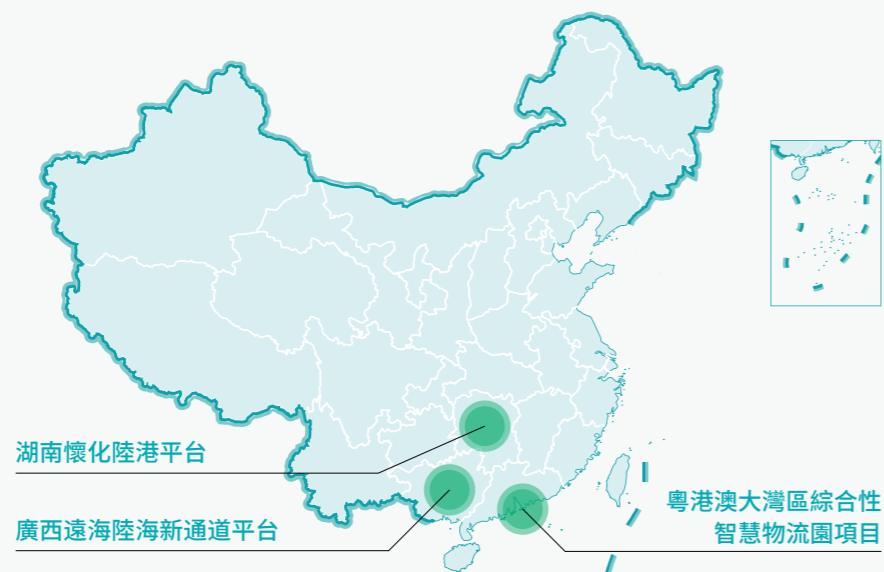 湖南懷化陸港平台
廣西遠海陸海新通道平台
粵港澳大灣區綜合性
智慧物流園項目